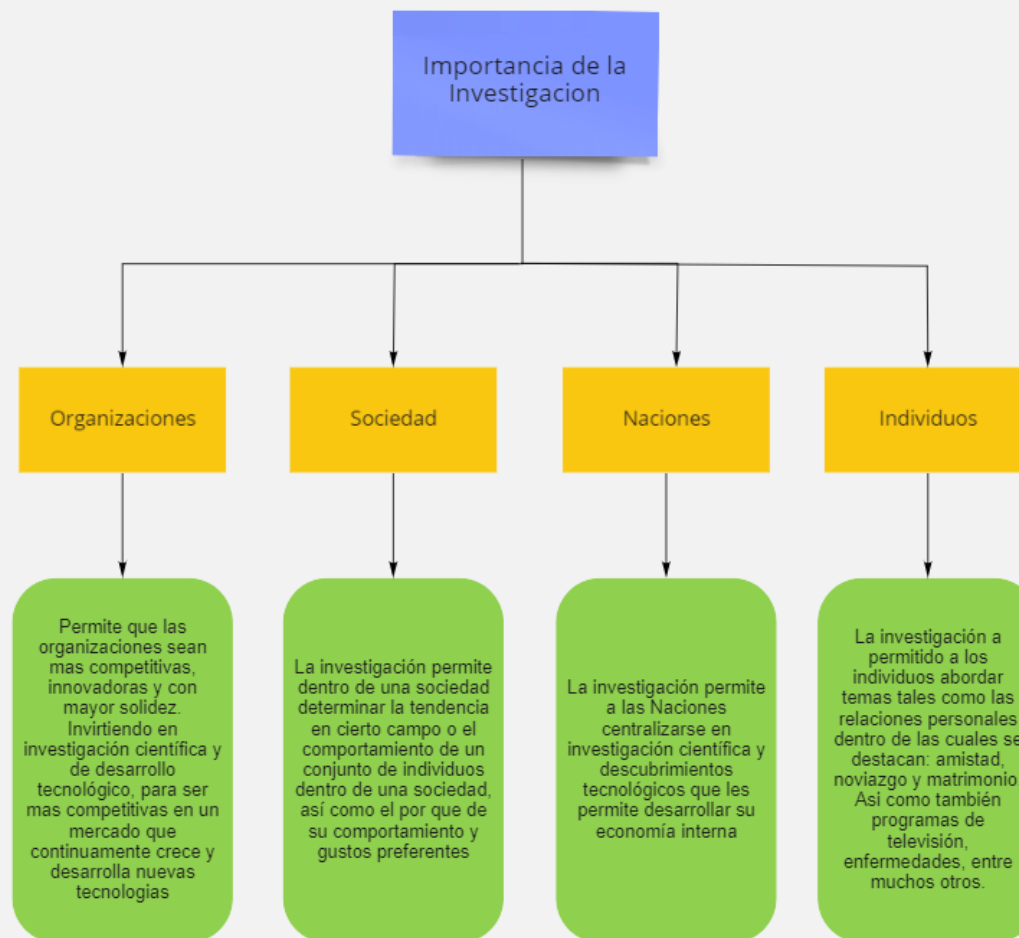 Importancia de la
Investigacion
Organizaciones
Sociedad
Naciones
Individuos
Permite que las
organizaciones sean
mas competitivas,
innovadoras y con
mayor solidez.
Invirtiendo en
investigación científica y
de desarrollo
tecnológico, para ser
mas competitivas en un
mercado que
continuamente crece y
desarrolla nuevas
tecnologias
La investigación permite
dentro de una sociedad
determinar la tendencia
en cierto campo o el
comportamiento de un
conjunto de individuos
dentro de una sociedad,
así como el por que de
su comportamiento y
gustos preferentes
La investigación permite
a las Naciones
centralizarse en
investigación científica y
descubrimientos
tecnológicos que les
permite desarrollar su
economía interna
La investigación a
permitido a los
individuos abordar
temas tales como las
relaciones personales
dentro de las cuales se
destacan: amistad,
noviazgo y matrimonio
Asi como también
programas de
televisión,
enfermedades, entre
muchos otros.